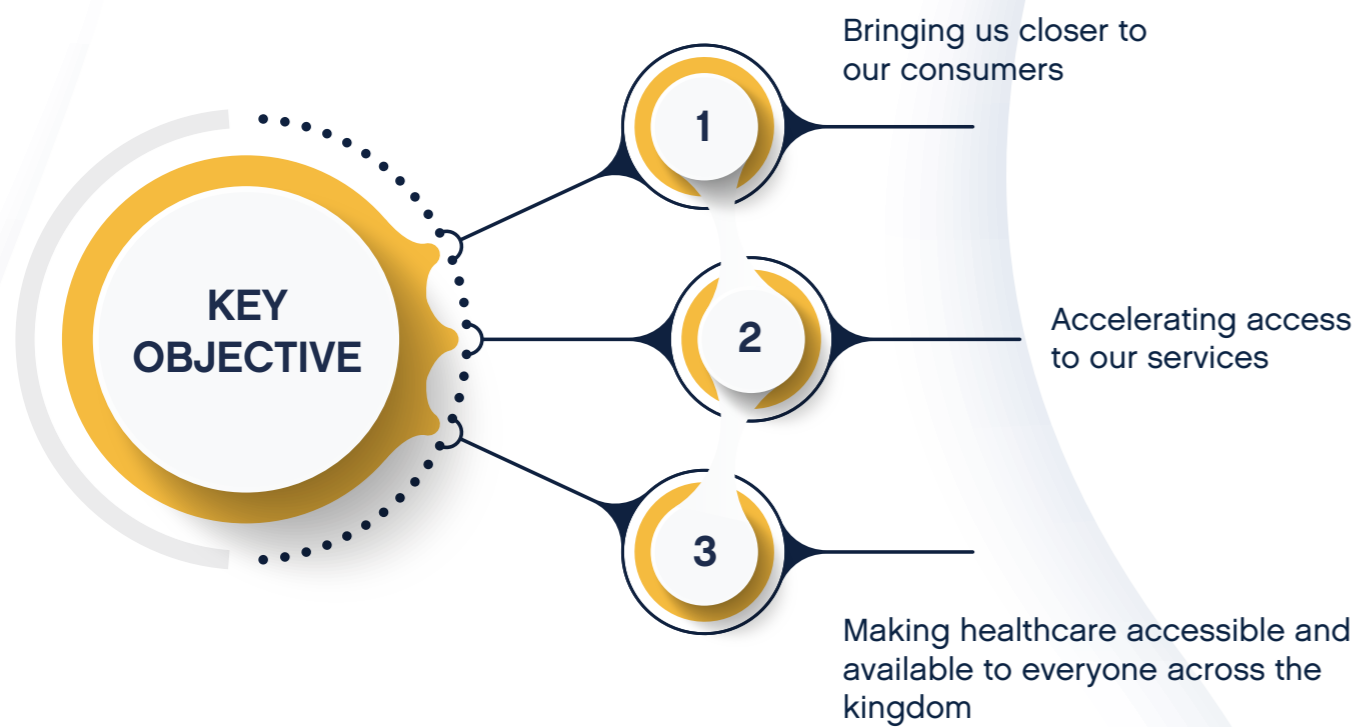 KEY
OBJECTIVE
1
Bringing us closer to
our consumers
2
Accelerating access
to our services
3
Making healthcare accessible and
available to everyone across the
kingdom